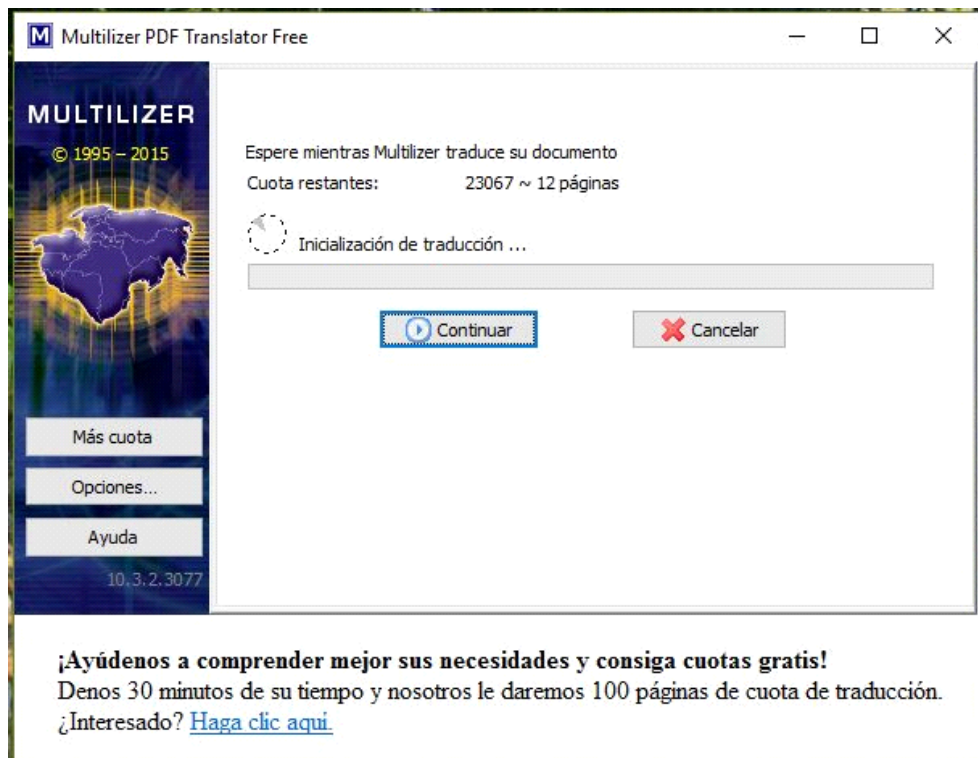 Multilizer PDF Translator Free
MULTILIZER
© 1995 – 2015
Espere mientras Multilizer traduce su documento
Cuota restantes: 23067 ~ 12 páginas
Inicialización de traducción ...
Continuar
Cancelar
Más cuota
Opciones...
Ayuda
10.3.2.3077
¡Ayúdenos a comprender mejor sus necesidades y consiga cuotas gratis!
Denos 30 minutos de su tiempo y nosotros le daremos 100 páginas de cuota de traducción.
¿Interesado? Haga clic aquí.